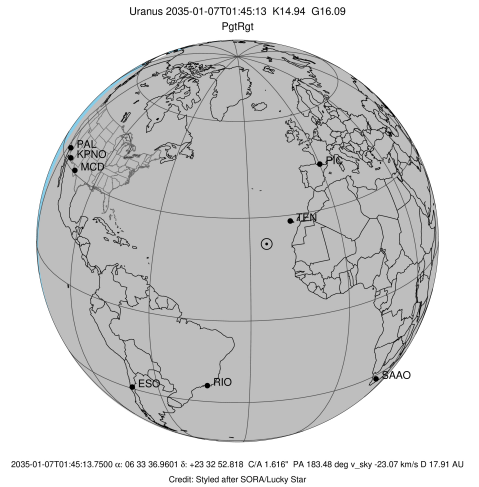 Uranus 2035-01-07T01:45:13 K14.94 G16.09
PgtRgt
PAL
KPNO
MCD
PIC
TEN
ESO
RIO
SAAO
2035-01-07T01:45:13.7500 α: 06 33 36.9601 δ: +23 32 52.818 C/A 1.616" PA 183.48 deg v_sky -23.07 km/s D 17.91 AU
Credit: Styled after SORA/Lucky Star